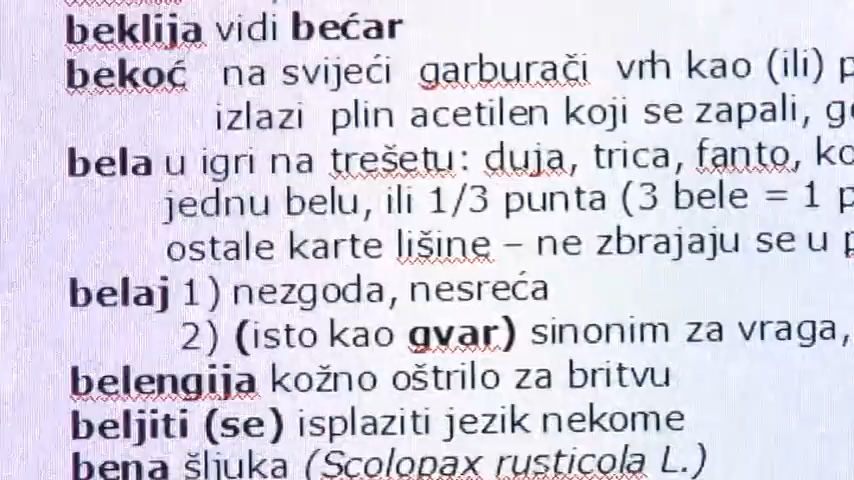 beklija vidi bećar
bekoć na svijeći garburači vrh kao (ili)
izlazi plin acetilen koji se zapali,
bela u igri na trešetu: duja, trica, fanto,
jednu belu, ili 1/3 punta (3 bele = 1
ostale karte lišine – ne zbrajaju se u
belaj 1) nezgoda, nesreća
2) (isto kao gvar) sinonim za vraga,
belengija kožno oštrilo za britvu
beljiti (se) isplaziti jezik nekome
bena šljuka (Scolopax rusticola L.)